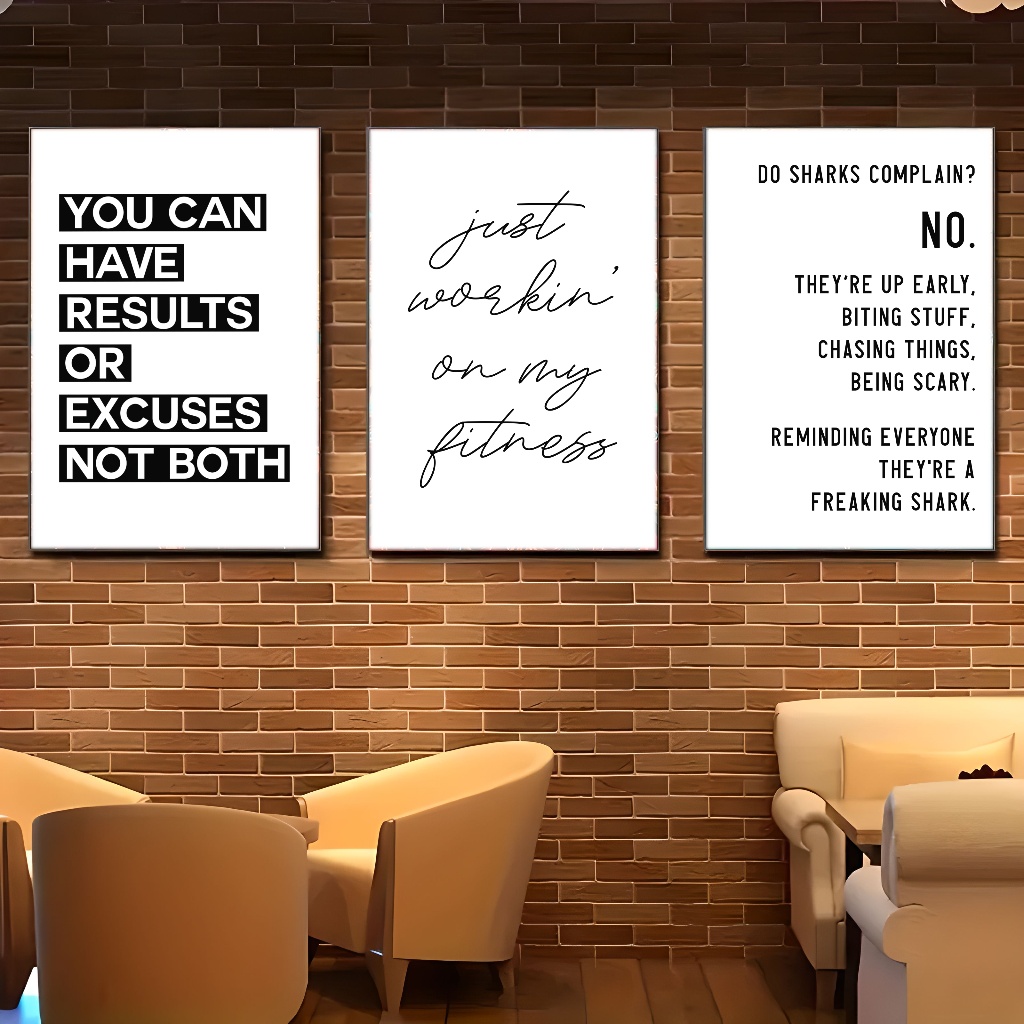 YOU CAN
HAVE
RESULTS
OR
EXCUSES
NOT BOTH
just
workin'
on my
fitness
DO SHARKS COMPLAIN?
NO.
THEY'RE UP EARLY,
BITING STUFF,
CHASING THINGS,
BEING SCARY.
REMINDING EVERYONE
THEY'RE A
FREAKING SHARK.